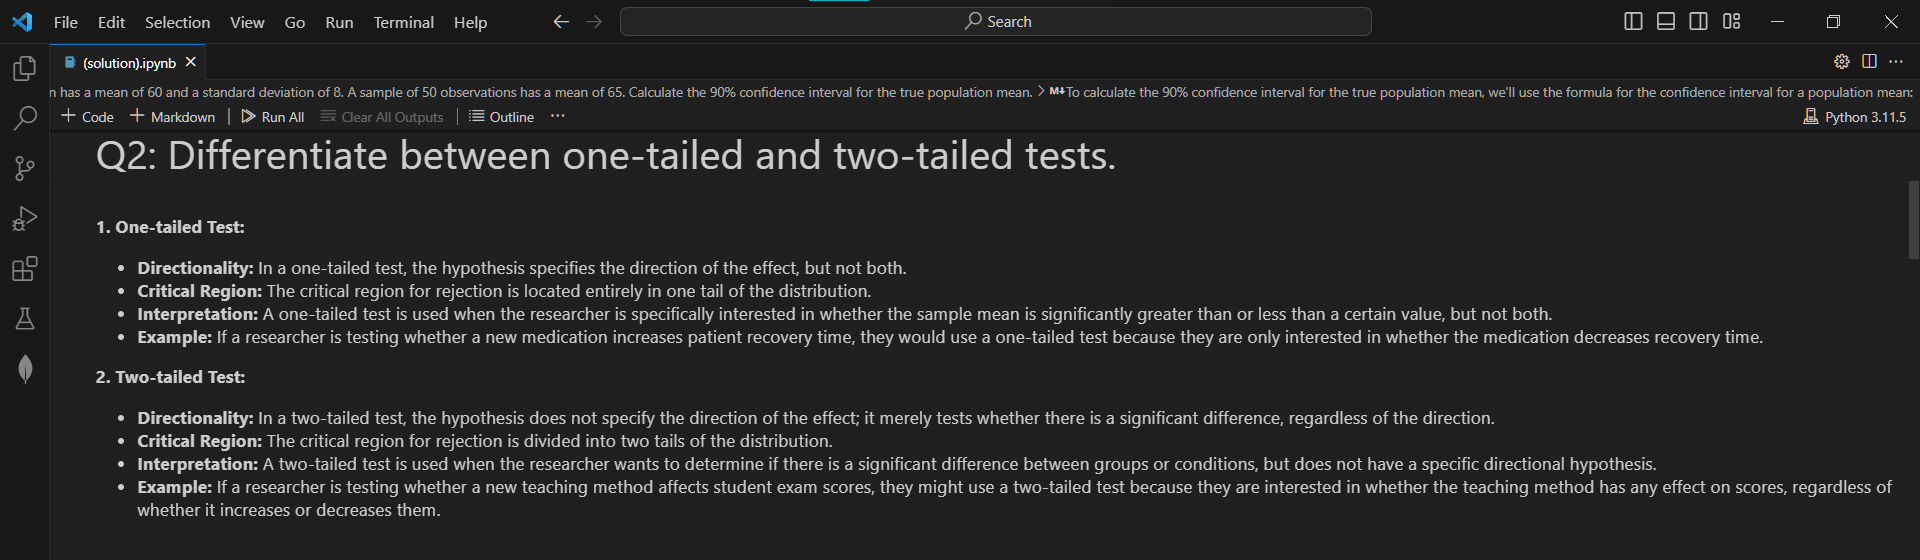 File Edit Selection View Go Run Terminal Help Search
(solution).ipynb
n has a mean of 60 and a standard deviation of 8. A sample of 50 observations has a mean of 65. Calculate the 90% confidence interval for the true population mean. > M↓To calculate the 90% confidence interval for the true population mean, we'll use the formula for the confidence interval for a population mean:
+ Code + Markdown | Run All Clear All Outputs | Outline ... Python 3.11.5
Q2: Differentiate between one-tailed and two-tailed tests.
1. One-tailed Test:
• Directionality: In a one-tailed test, the hypothesis specifies the direction of the effect, but not both.
• Critical Region: The critical region for rejection is located entirely in one tail of the distribution.
• Interpretation: A one-tailed test is used when the researcher is specifically interested in whether the sample mean is significantly greater than or less than a certain value, but not both.
• Example: If a researcher is testing whether a new medication increases patient recovery time, they would use a one-tailed test because they are only interested in whether the medication decreases recovery time.
2. Two-tailed Test:
• Directionality: In a two-tailed test, the hypothesis does not specify the direction of the effect; it merely tests whether there is a significant difference, regardless of the direction.
• Critical Region: The critical region for rejection is divided into two tails of the distribution.
• Interpretation: A two-tailed test is used when the researcher wants to determine if there is a significant difference between groups or conditions, but does not have a specific directional hypothesis.
• Example: If a researcher is testing whether a new teaching method affects student exam scores, they might use a two-tailed test because they are interested in whether the teaching method has any effect on scores, regardless of
whether it increases or decreases them.